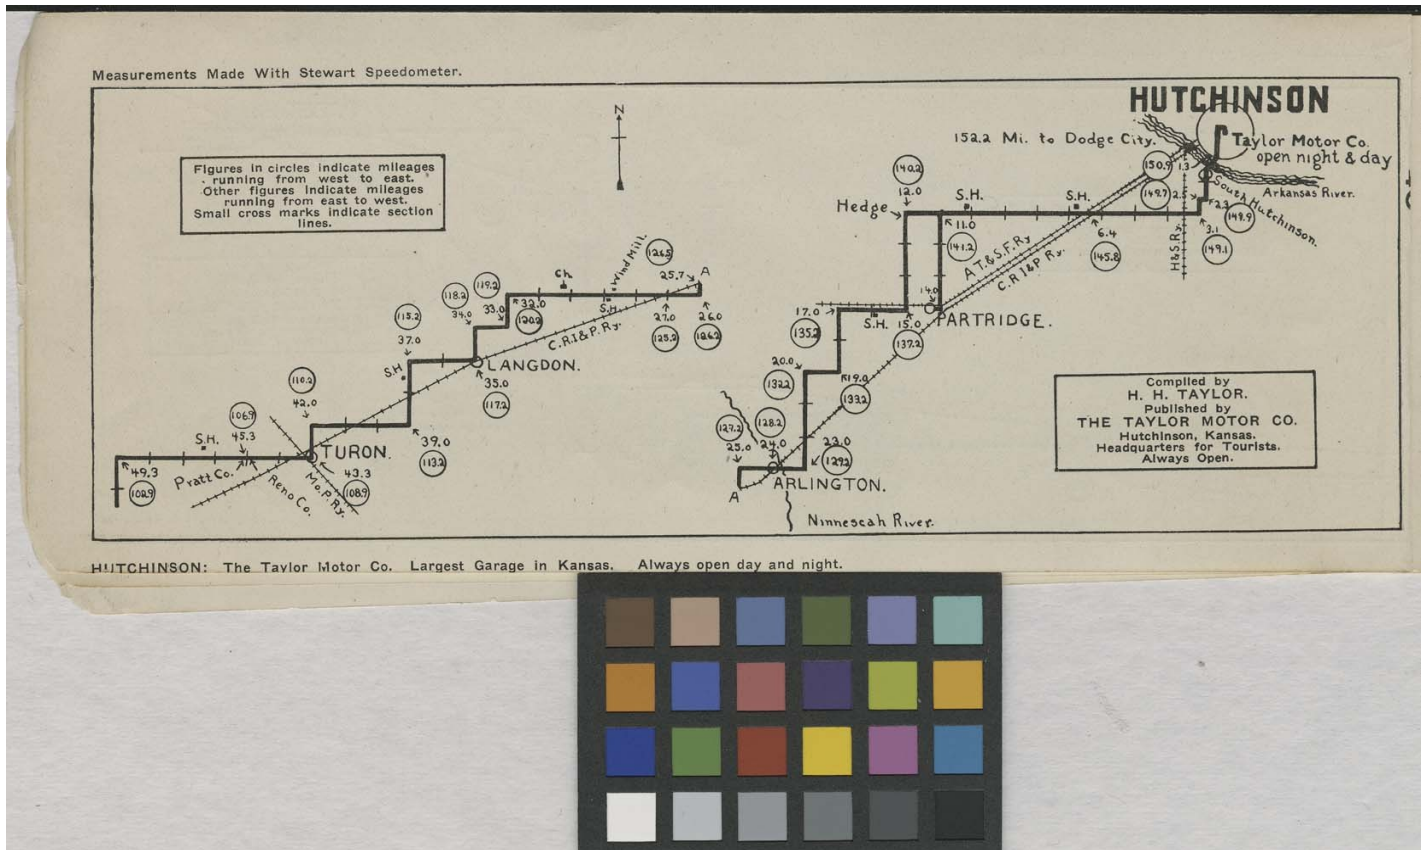 Measurements Made With Stewart Speedometer.
HUTCHINSON
N
152.2 Mi. to Dodge City.
Taylor Motor Co.
open night & day
Figures in circles indicate mileages
running from west to east.
Other figures indicate mileages
running from east to west.
Small cross marks indicate section
lines.
Arkansas River.
South Hutchinson.
150.9
1.3
149.7
2.5
2.3
149.9
3.1
149.1
H&S.Ry.
140.2
12.0
Hedge
S.H.
S.H.
11.0
141.2
6.4
145.8
A.T.&S.F.Ry
C.R.I&P.Ry.
14.0
PARTRIDGE.
15.0
137.2
S.H.
17.0
135.2
19.0
133.2
20.0
132.2
23.0
129.2
128.2
24.0
127.2
25.0
A
ARLINGTON.
Ninnescah River.
A
25.7
126.5
26.0
126.2
27.0
125.2
Wind Mill.
S.H.
Ch.
C.R.I&P.Ry.
32.0
120.2
119.2
33.0
118.2
34.0
LANGDON.
35.0
117.2
115.2
37.0
S.H
39.0
113.2
110.2
42.0
TURON.
43.3
108.9
Mo.P.Ry.
106.9
45.3
S.H.
Pratt Co.
Reno Co.
49.3
102.9
Compiled by
H. H. TAYLOR.
Published by
THE TAYLOR MOTOR CO.
Hutchinson, Kansas.
Headquarters for Tourists.
Always Open.
HUTCHINSON: The Taylor Motor Co. Largest Garage in Kansas. Always open day and night.